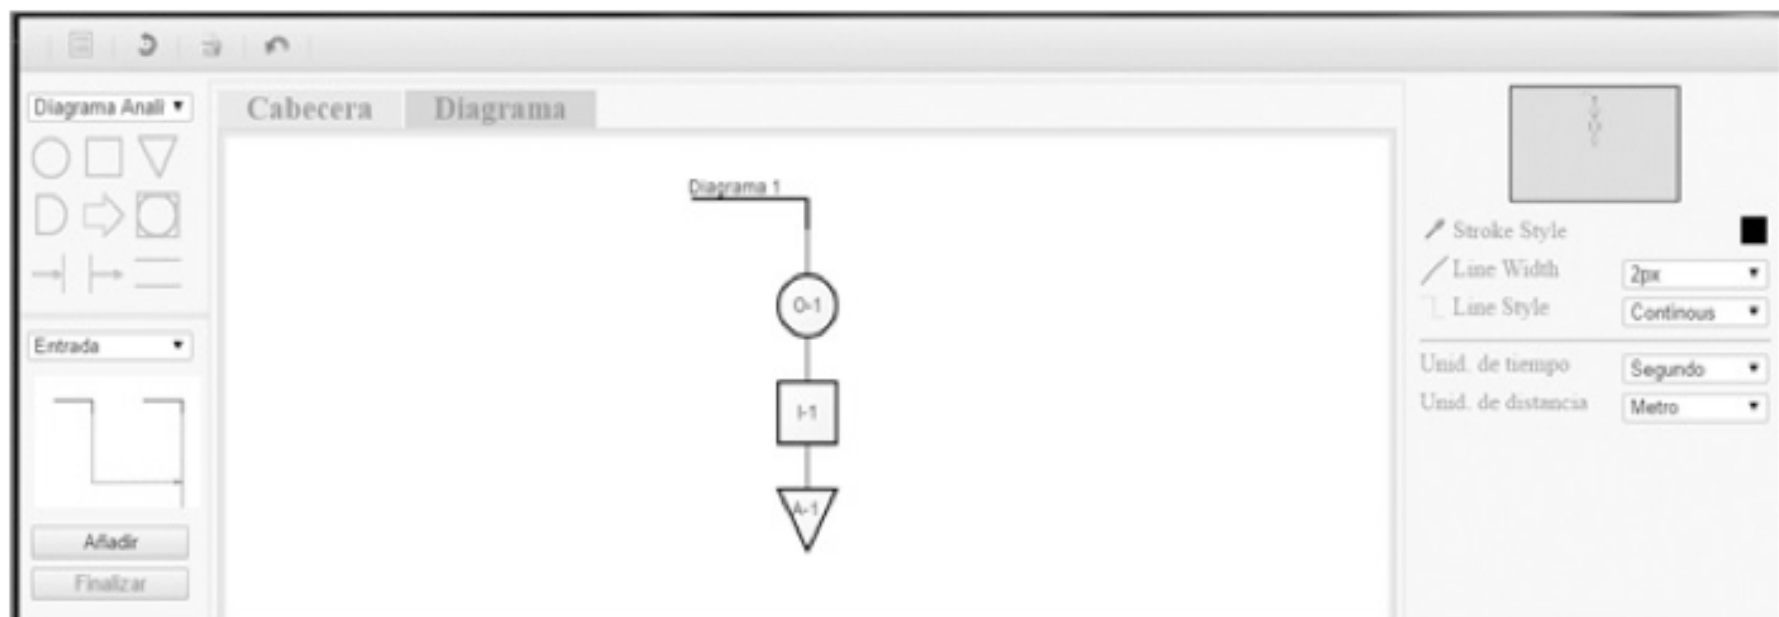 Diagrama Anali
Cabecera
Diagrama
Diagrama 1
O-1
I-1
A-1
Entrada
Añadir
Finalizar
Stroke Style
Line Width
2px
Line Style
Continous
Unid. de tiempo
Segundo
Unid. de distancia
Metro